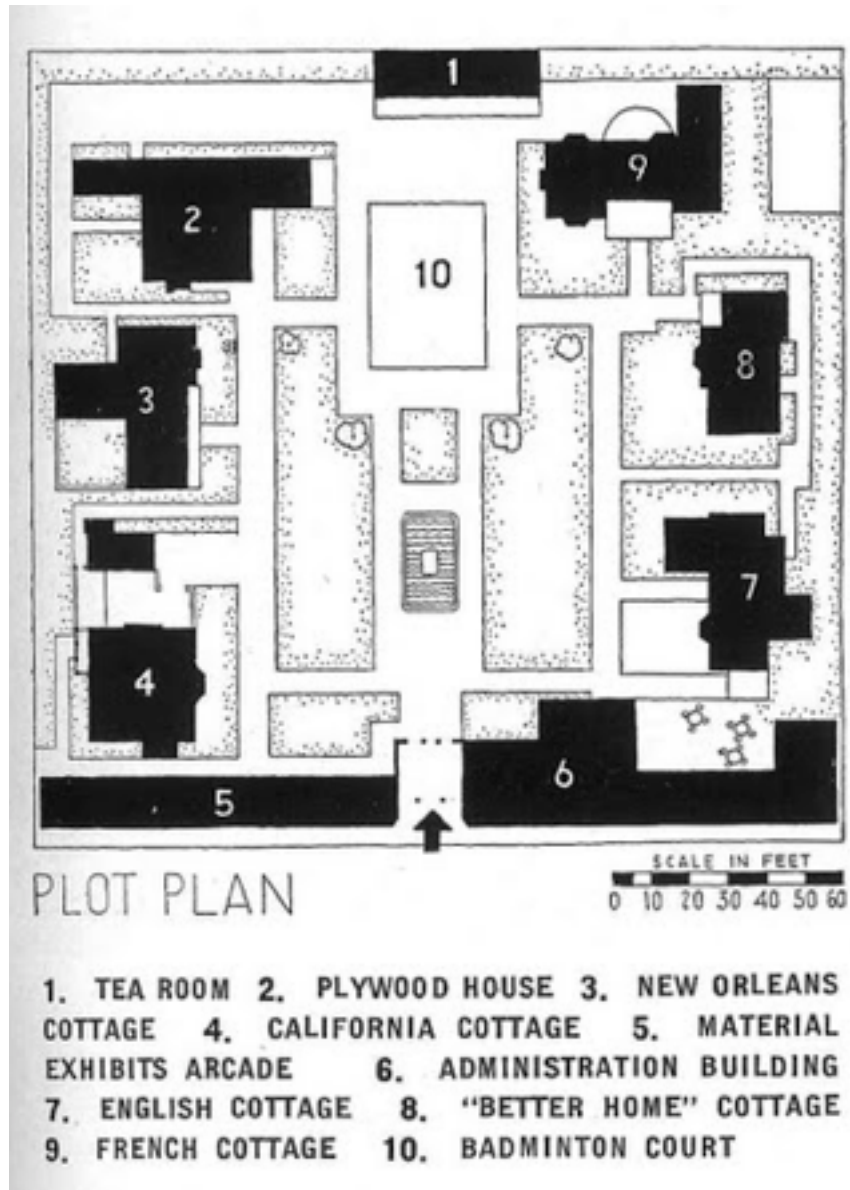 1
9
2
10
8
3
7
4
6
5
SCALE IN FEET
0 10 20 30 40 50 60
PLOT PLAN
1. TEA ROOM 2. PLYWOOD HOUSE 3. NEW ORLEANS
COTTAGE 4. CALIFORNIA COTTAGE 5. MATERIAL
EXHIBITS ARCADE 6. ADMINISTRATION BUILDING
7. ENGLISH COTTAGE 8. "BETTER HOME" COTTAGE
9. FRENCH COTTAGE 10. BADMINTON COURT